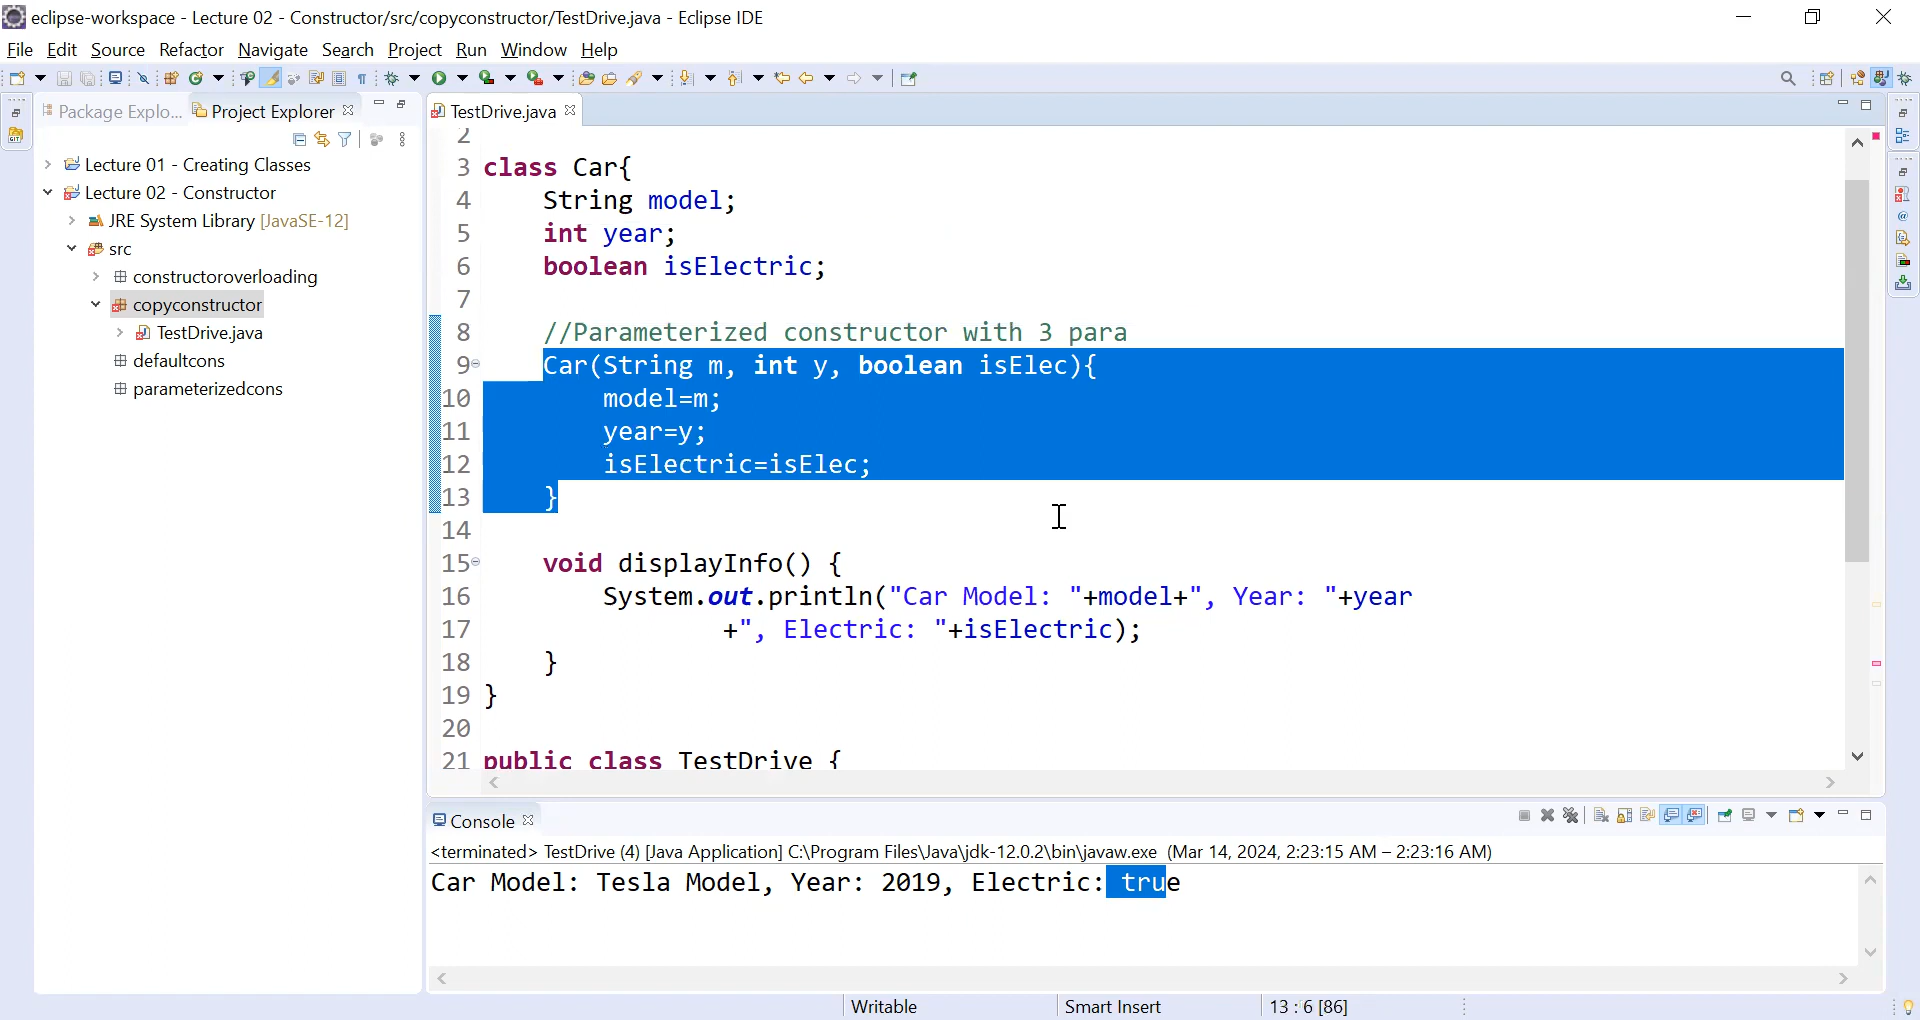 eclipse-workspace - Lecture 02 - Constructor/src/copyconstructor/TestDrive.java - Eclipse IDE
File Edit Source Refactor Navigate Search Project Run Window Help
Package Explo... Project Explorer
TestDrive.java
Lecture 01 - Creating Classes
Lecture 02 - Constructor
JRE System Library [JavaSE-12]
src
constructoroverloading
copyconstructor
TestDrive.java
defaultcons
parameterizedcons
2
3 class Car{
4 String model;
5 int year;
6 boolean isElectric;
7
8 //Parameterized constructor with 3 para
9 Car(String m, int y, boolean isElec){
10 model=m;
11 year=y;
12 isElectric=isElec;
13 }
14
15 void displayInfo() {
16 System.out.println("Car Model: "+model+", Year: "+year
17 +", Electric: "+isElectric);
18 }
19 }
20
21 public class TestDrive {
Console
<terminated> TestDrive (4) [Java Application] C:\Program Files\Java\jdk-12.0.2\bin\javaw.exe (Mar 14, 2024, 2:23:15 AM – 2:23:16 AM)
Car Model: Tesla Model, Year: 2019, Electric: true
Writable Smart Insert 13 : 6 [86]